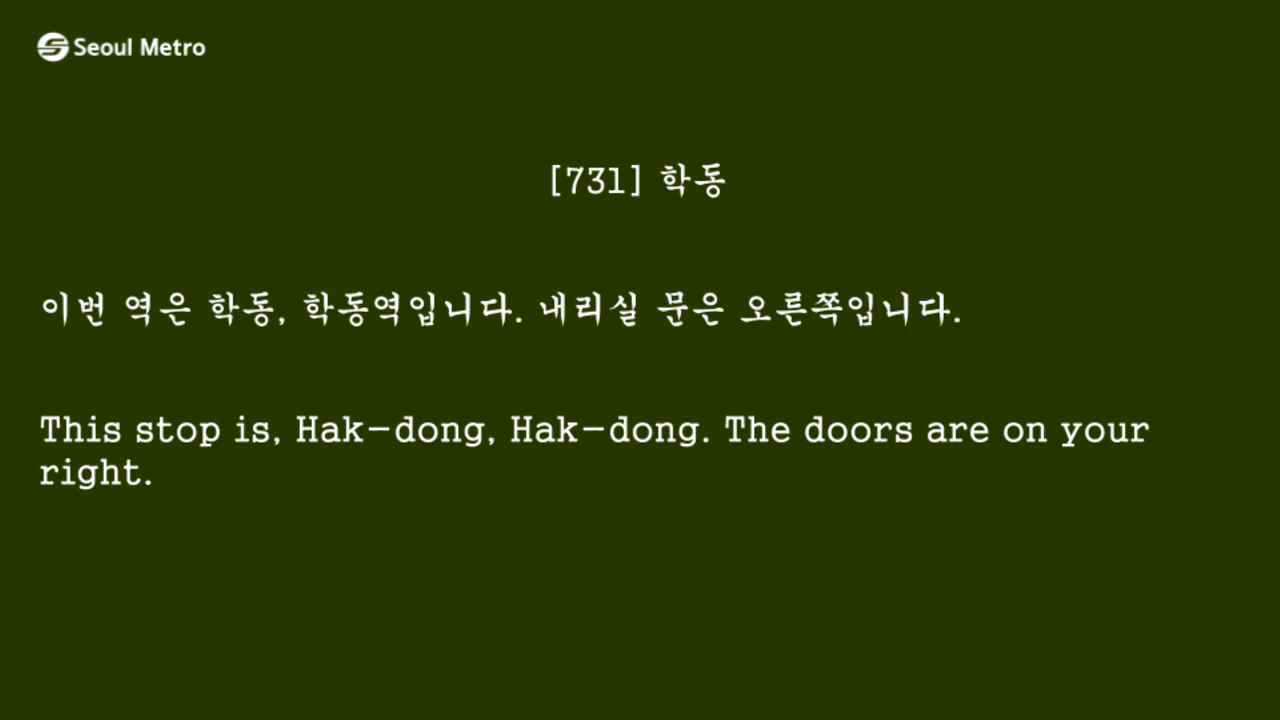 Seoul Metro
[731] 학동
이번 역은 학동, 학동역입니다. 내리실 문은 오른쪽입니다.
This stop is, Hak-dong, Hak-dong. The doors are on your
right.